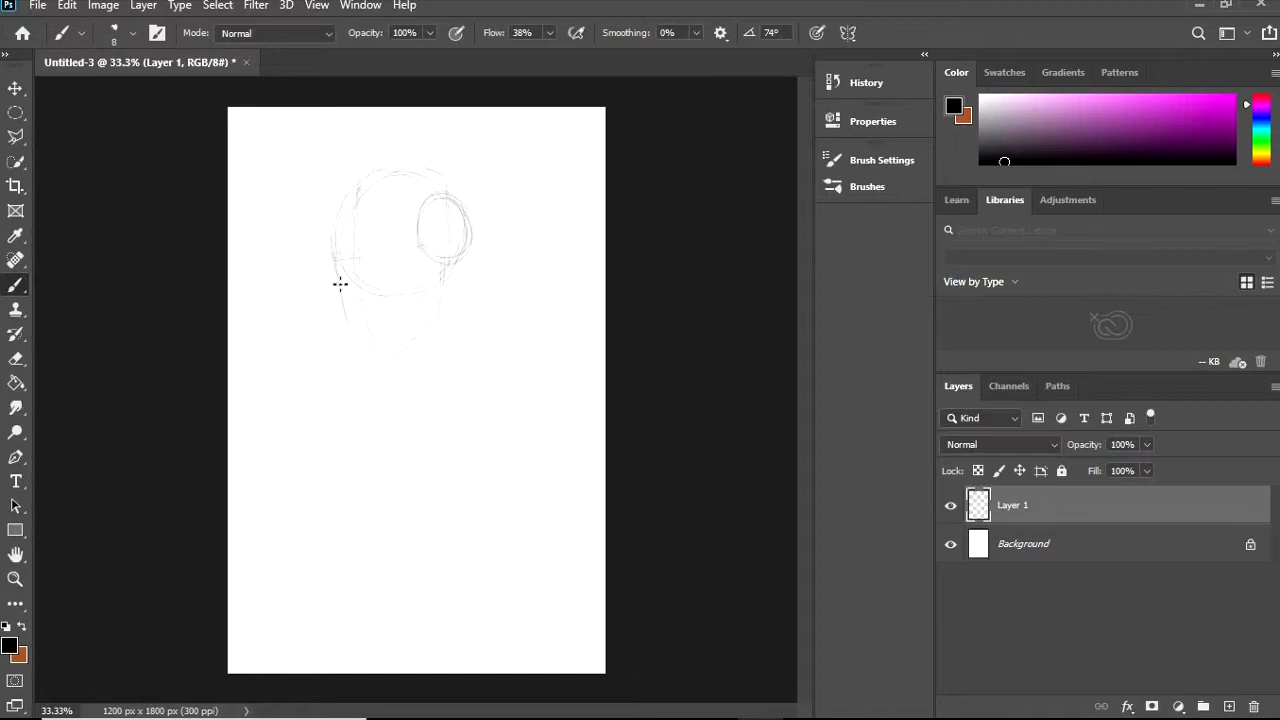 Ps File Edit Image Layer Type Select Filter 3D View Window Help
8 Mode: Normal Opacity: 100% Flow: 38% Smoothing: 0% 74°
Untitled-3 @ 33.3% (Layer 1, RGB/8#) * ×
History
Properties
Brush Settings
Brushes
Color Swatches Gradients Patterns
Learn Libraries Adjustments
View by Type
-- KB
Layers Channels Paths
Kind
Normal Opacity: 100%
Lock: Fill: 100%
Layer 1
Background
33.33% 1200 px x 1800 px (300 ppi)